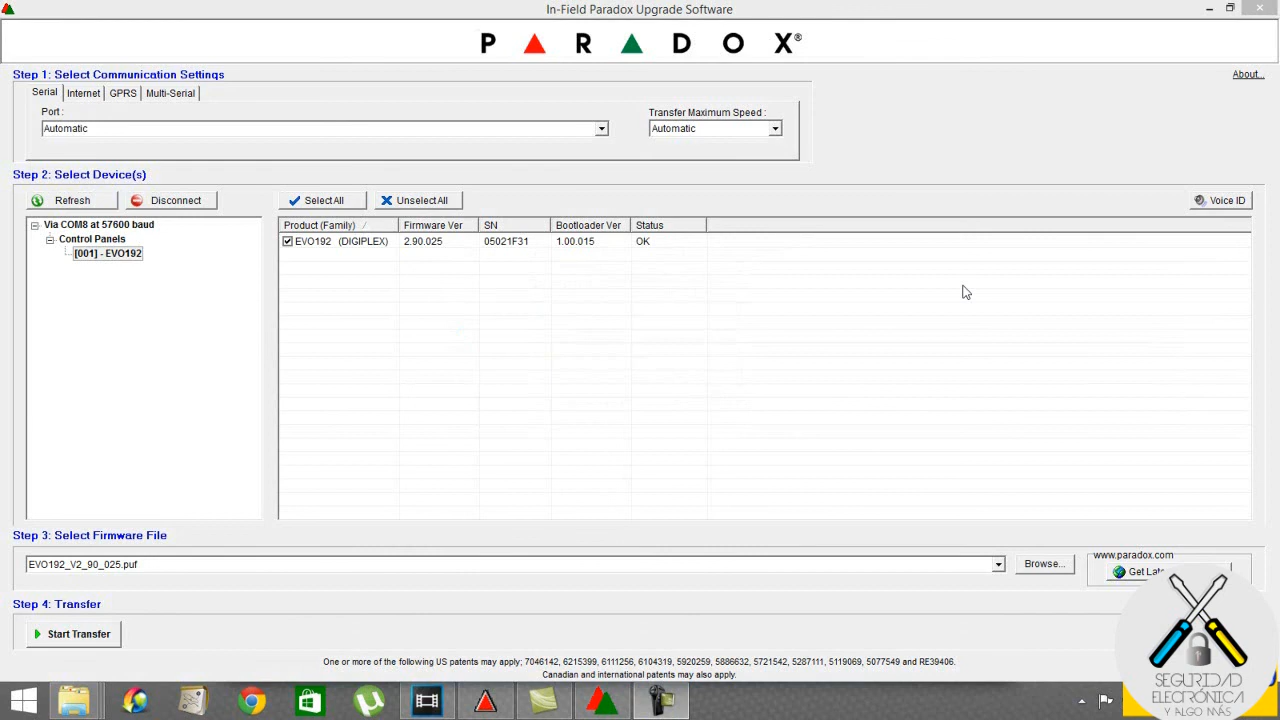 In-Field Paradox Upgrade Software
PARADOX®
Step 1: Select Communication Settings
About...
Serial Internet GPRS Multi-Serial
Port :
Transfer Maximum Speed :
Automatic
Automatic
Step 2: Select Device(s)
Refresh Disconnect Select All Unselect All Voice ID
Via COM8 at 57600 baud
Control Panels
[001] - EVO192
Product (Family) Firmware Ver SN Bootloader Ver Status
EVO192 (DIGIPLEX) 2.90.025 05021F31 1.00.015 OK
Step 3: Select Firmware File
EVO192_V2_90_025.puf
Browse...
www.paradox.com
Get
Step 4: Transfer
Start Transfer
One or more of the following US patents may apply; 7046142, 6215399, 6111256, 6104319, 5920259, 5886632, 5721542, 5287111, 5119069, 5077549 and RE39406.
Canadian and international patents may also apply.
SEGURIDAD
ELECTRÓNICA
Y ALGO MÁS